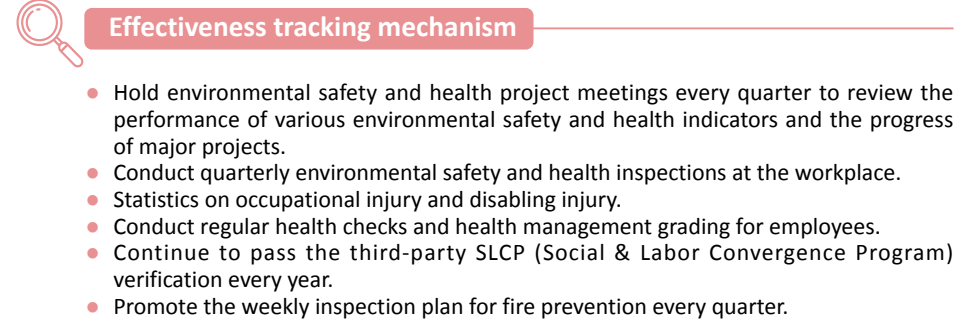 Effectiveness tracking mechanism
● Hold environmental safety and health project meetings every quarter to review the
performance of various environmental safety and health indicators and the progress
of major projects.
● Conduct quarterly environmental safety and health inspections at the workplace.
● Statistics on occupational injury and disabling injury.
● Conduct regular health checks and health management grading for employees.
● Continue to pass the third-party SLCP (Social & Labor Convergence Program)
verification every year.
● Promote the weekly inspection plan for fire prevention every quarter.